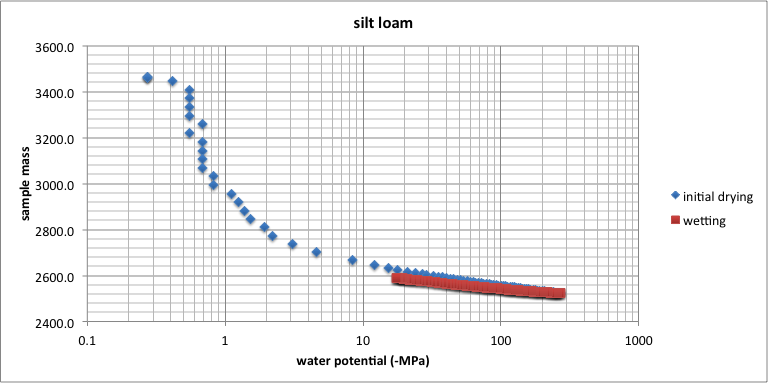 silt loam
3600.0
3400.0
3200.0
3000.0
2800.0
2600.0
2400.0
sample mass
0.1 1 10 100 1000
water potential (-MPa)
initial drying
wetting